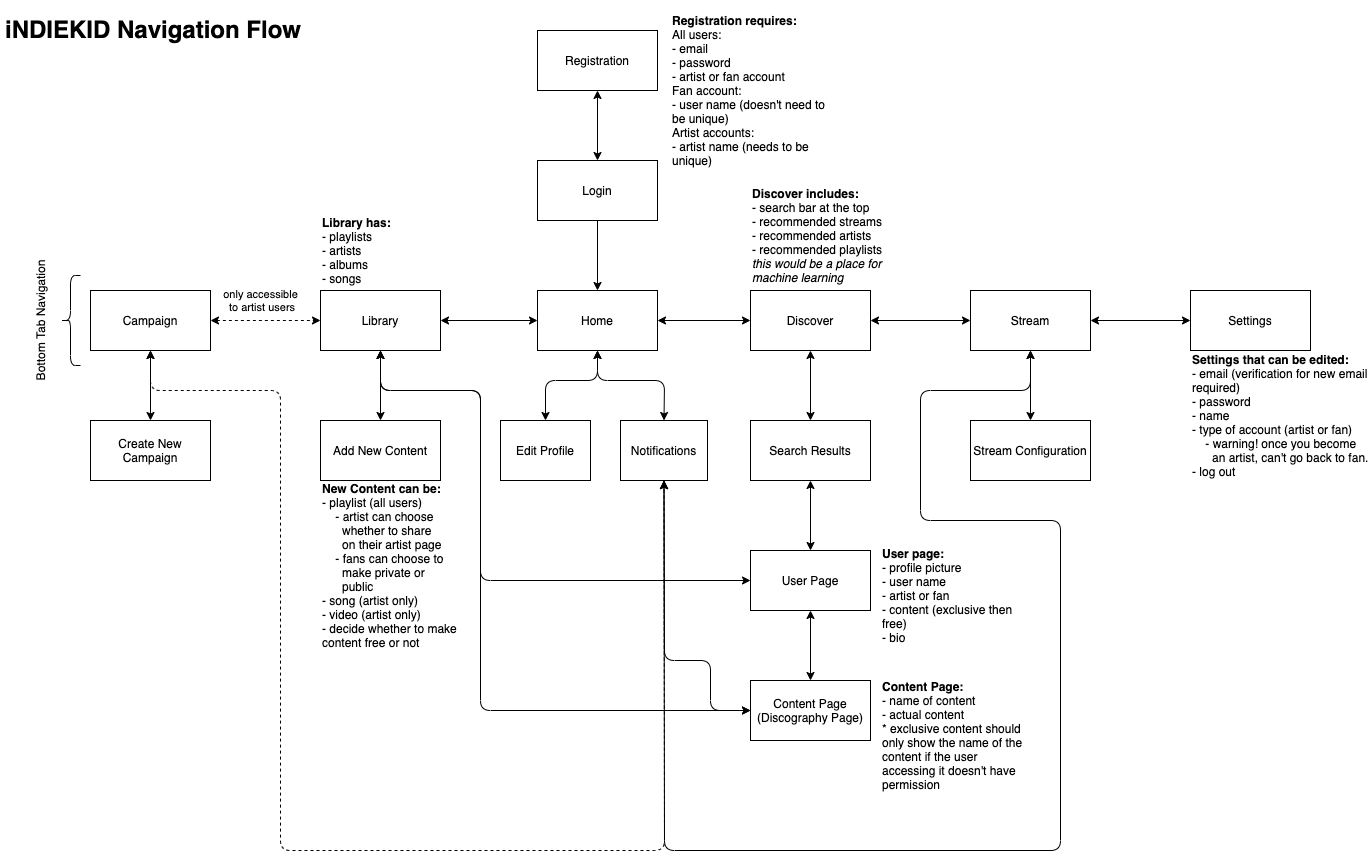 iNDIEKID Navigation Flow
Registration requires:
All users:
- email
- password
- artist or fan account
Fan account:
- user name (doesn't need to
be unique)
Artist accounts:
- artist name (needs to be
unique)
Registration
Login
Library has:
- playlists
- artists
- albums
- songs
Discover includes:
- search bar at the top
- recommended streams
- recommended artists
- recommended playlists
this would be a place for
machine learning
Bottom Tab Navigation
Campaign
only accessible
to artist users
Library
Home
Discover
Stream
Settings
Settings that can be edited:
- email (verification for new email
required)
- password
- name
- type of account (artist or fan)
- warning! once you become
an artist, can't go back to fan.
- log out
Create New
Campaign
Add New Content
Edit Profile
Notifications
Search Results
Stream Configuration
New Content can be:
- playlist (all users)
- artist can choose
whether to share
on their artist page
- fans can choose to
make private or
public
- song (artist only)
- video (artist only)
- decide whether to make
content free or not
User Page
User page:
- profile picture
- user name
- artist or fan
- content (exclusive then
free)
- bio
Content Page
(Discography Page)
Content Page:
- name of content
- actual content
* exclusive content should
only show the name of the
content if the user
accessing it doesn't have
permission